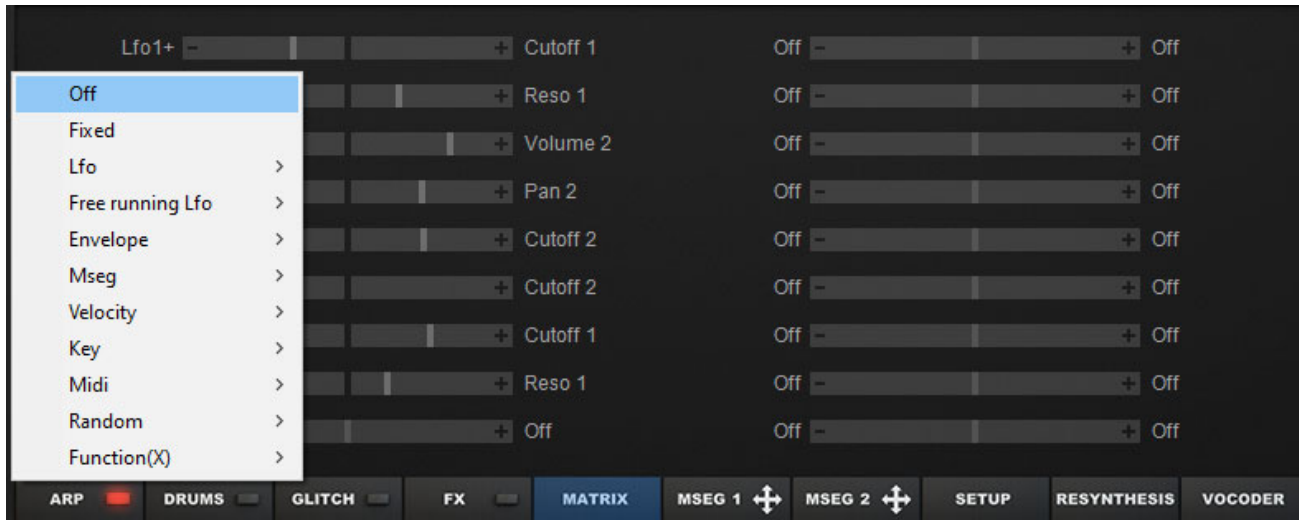 Lfo1+ - + Cutoff 1 Off - + Off
Off + Reso 1 Off - + Off
Fixed + Volume 2 Off - + Off
Lfo >
Free running Lfo > + Pan 2 Off - + Off
Envelope > + Cutoff 2 Off - + Off
Mseg > + Cutoff 2 Off - + Off
Velocity >
Key > + Cutoff 1 Off - + Off
Midi > + Reso 1 Off - + Off
Random > + Off Off - + Off
Function(X) >
ARP DRUMS GLITCH FX MATRIX MSEG 1 MSEG 2 SETUP RESYNTHESIS VOCODER